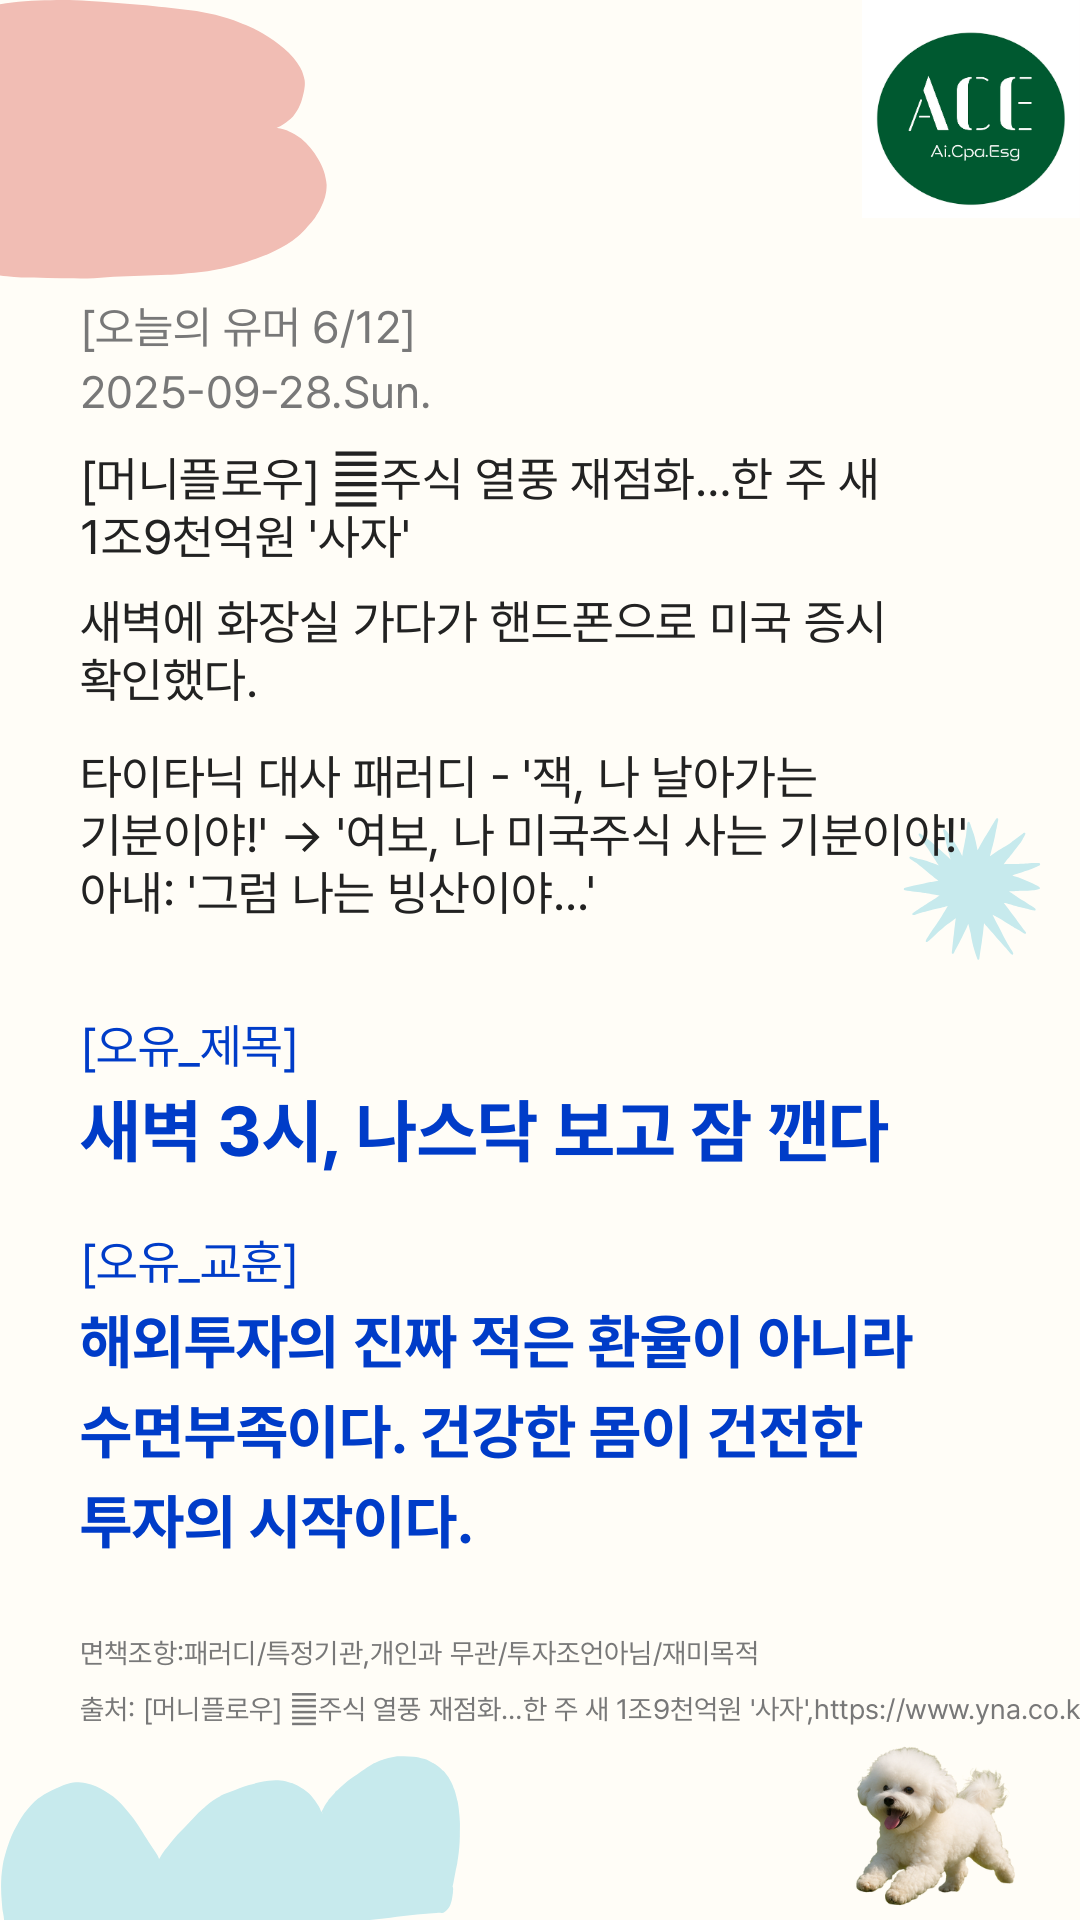 ACE
Ai.Cpa.Esg
[오늘의 유머 6/12]
2025-09-28.Sun.
[머니플로우] 주식 열풍 재점화…한 주 새
1조9천억원 '사자'
새벽에 화장실 가다가 핸드폰으로 미국 증시
확인했다.
타이타닉 대사 패러디 - '잭, 나 날아가는
기분이야!' → '여보, 나 미국주식 사는 기분이야!'
아내: '그럼 나는 빙산이야...'
[오유_제목]
새벽 3시, 나스닥 보고 잠 깬다
[오유_교훈]
해외투자의 진짜 적은 환율이 아니라
수면부족이다. 건강한 몸이 건전한
투자의 시작이다.
면책조항:패러디/특정기관,개인과 무관/투자조언아님/재미목적
출처: [머니플로우] 주식 열풍 재점화…한 주 새 1조9천억원 '사자',https://www.yna.co.k